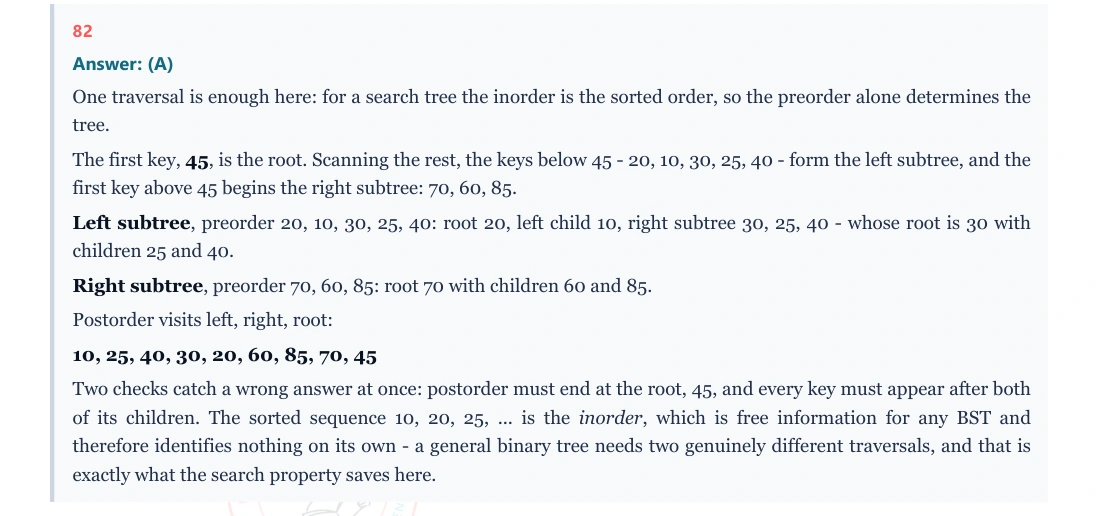 82
Answer: (A)
One traversal is enough here: for a search tree the inorder is the sorted order, so the preorder alone determines the
tree.
The first key, 45, is the root. Scanning the rest, the keys below 45 - 20, 10, 30, 25, 40 - form the left subtree, and the
first key above 45 begins the right subtree: 70, 60, 85.
Left subtree, preorder 20, 10, 30, 25, 40: root 20, left child 10, right subtree 30, 25, 40 - whose root is 30 with
children 25 and 40.
Right subtree, preorder 70, 60, 85: root 70 with children 60 and 85.
Postorder visits left, right, root:
10, 25, 40, 30, 20, 60, 85, 70, 45
Two checks catch a wrong answer at once: postorder must end at the root, 45, and every key must appear after both
of its children. The sorted sequence 10, 20, 25, ... is the inorder, which is free information for any BST and
therefore identifies nothing on its own - a general binary tree needs two genuinely different traversals, and that is
exactly what the search property saves here.